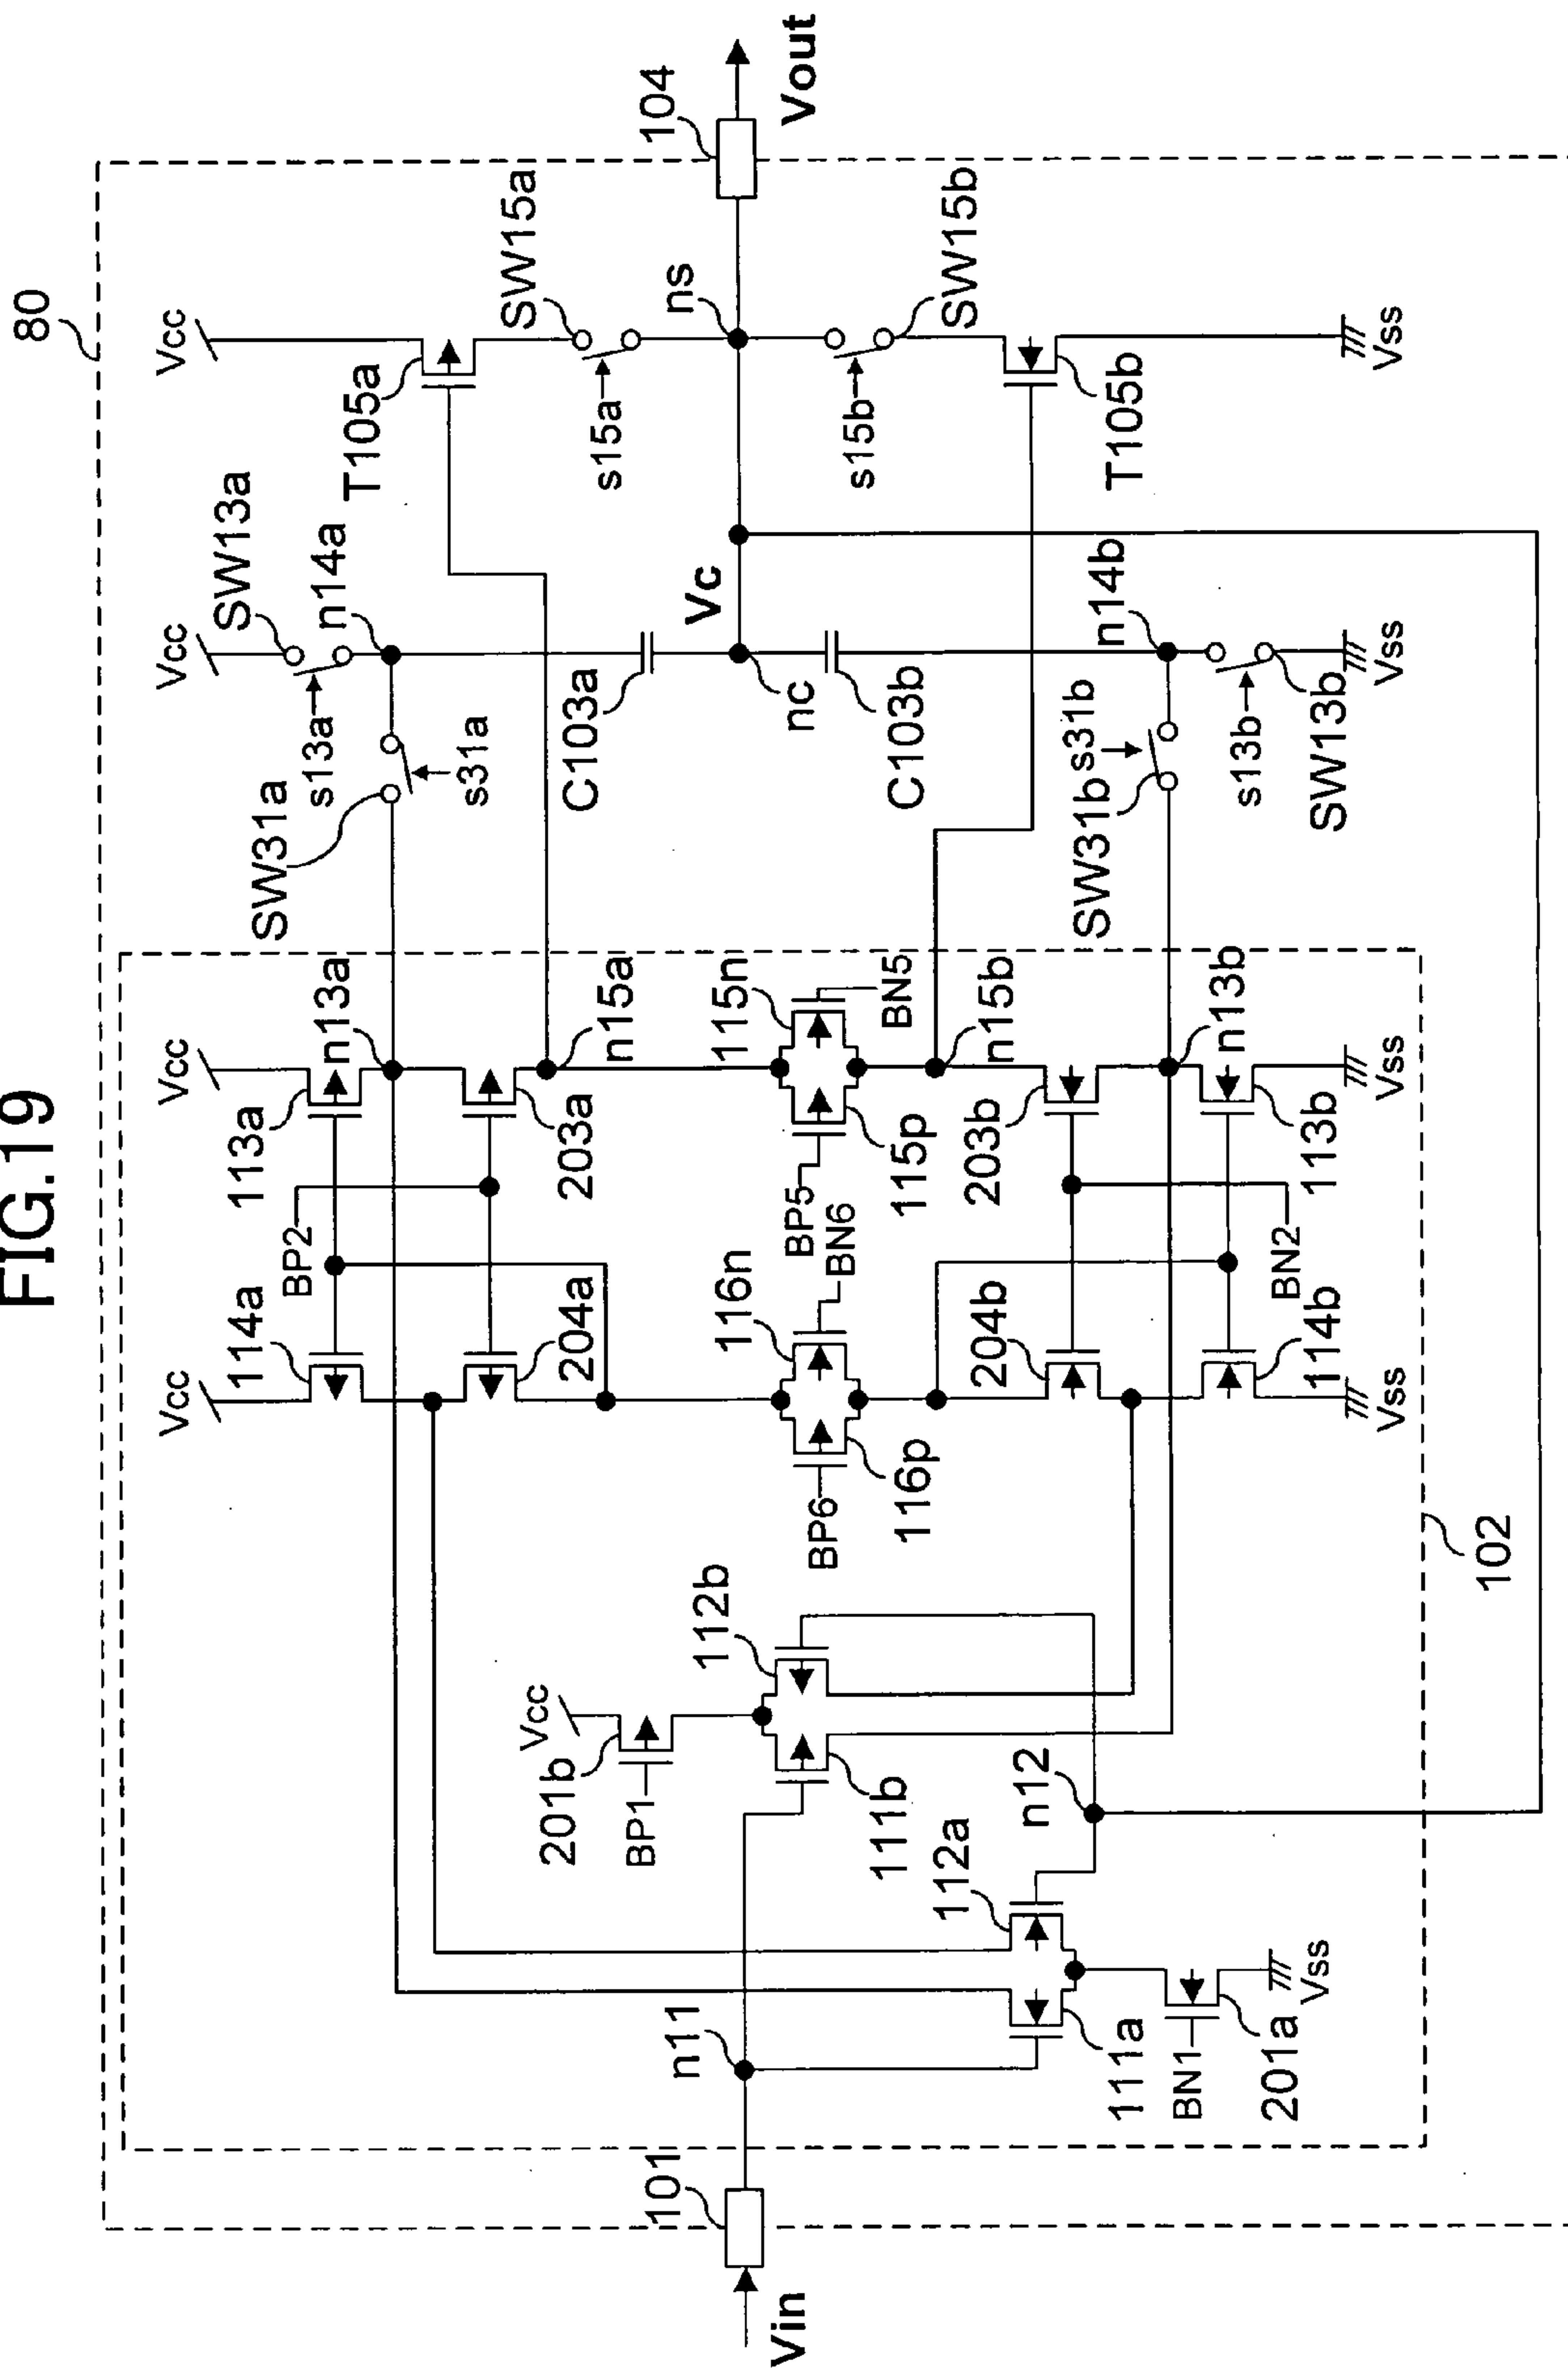 FIG.19
80
Vcc
Vcc
Vcc
Vcc
SW13a
n14a
s13a
SW31a
s31a
T105a
SW15a
s15a
104
Vout
ns
Vc
nc
C103a
C103b
s15b
SW15b
T105b
Vss
n14b
s31b
SW31b
s13b
SW13b
Vss
114a
BP2
113a
n13a
204a
203a
n15a
116n
BN6
BP6
116p
115n
BN5
BP5
115p
n15b
204b
203b
n13b
BN2
114b
113b
Vss
Vss
Vcc
201b
BP1
112b
111b
n12
112a
111a
n11
BN1
201a
Vss
101
Vin
102